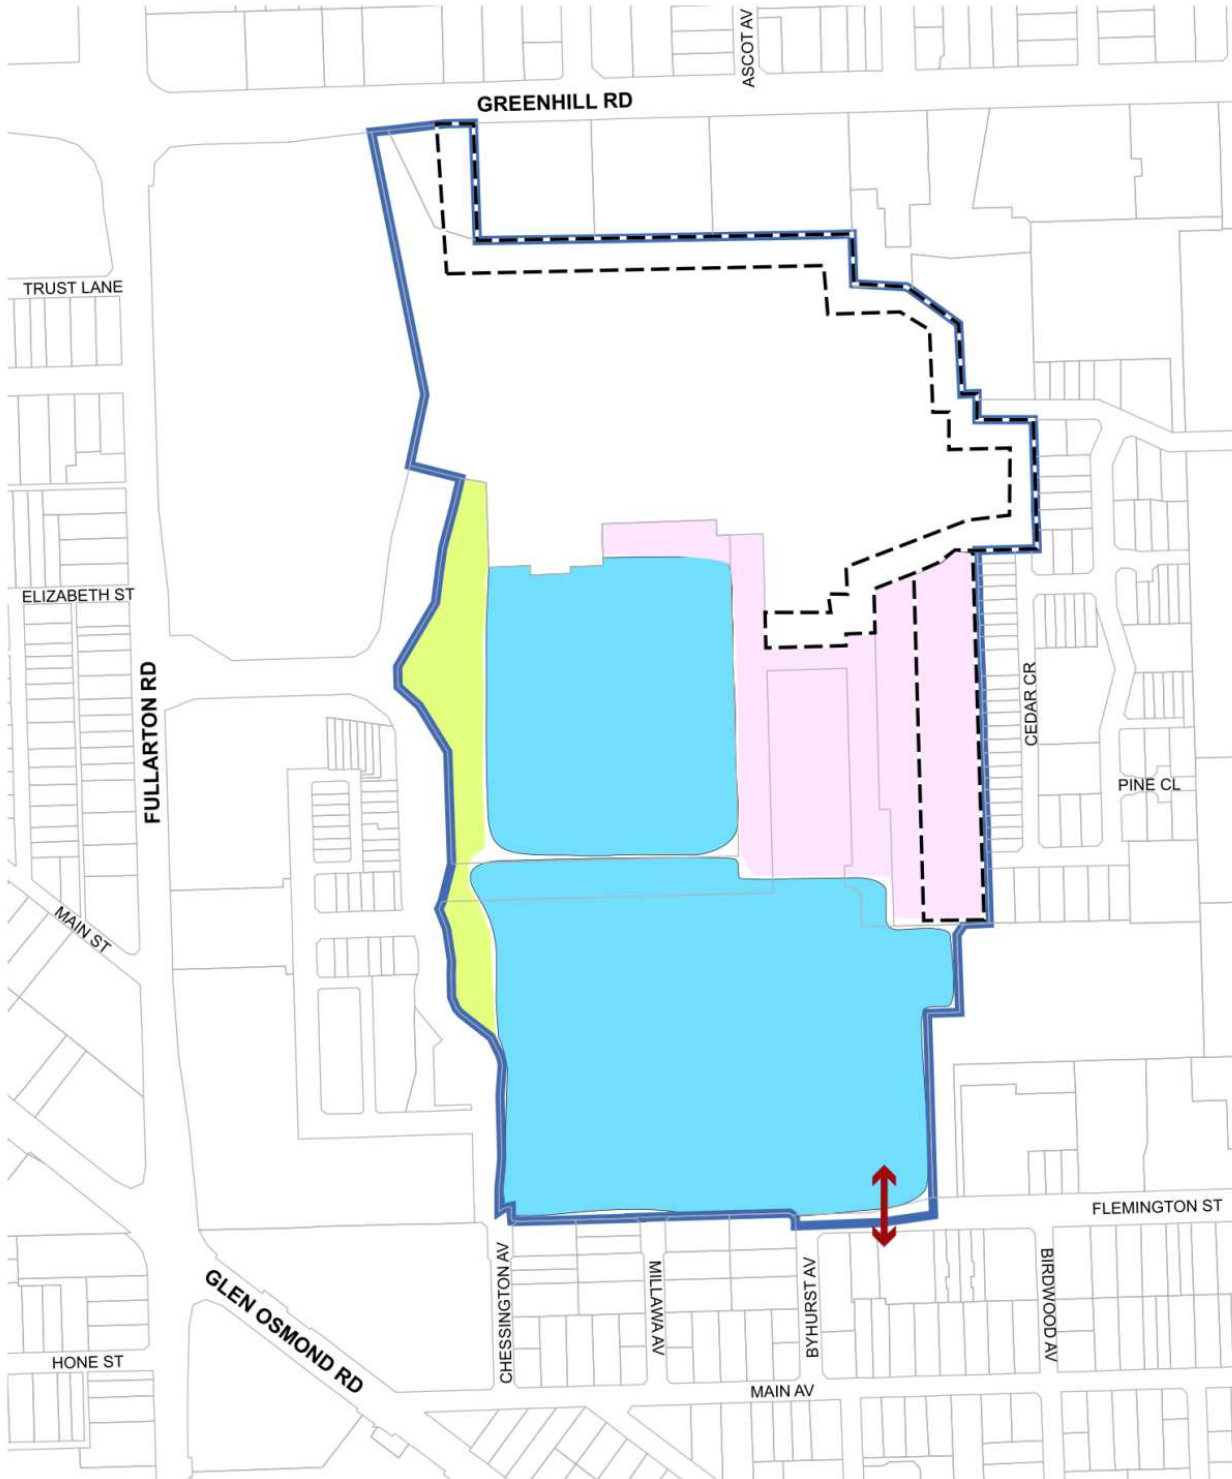 ASCOT AV
GREENHILL RD
TRUST LANE
ELIZABETH ST
FULLARTON RD
CEDAR CR
PINE CL
MAIN ST
FLEMINGTON ST
CHESSINGTON AV
MILLAWA AV
BYHURST AV
BIRDWOOD AV
GLEN OSMOND RD
HONE ST
MAIN AV